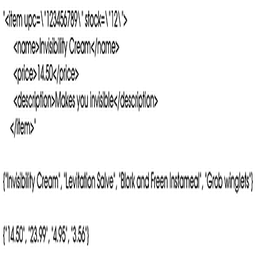 "<item upc=\"123456789\" stock=\"12\">
<name>Invisibility Cream</name>
<price>14.50</price>
<description>Makes you invisible</description>
</item>"
{"Invisibility Cream", "Levitation Salve", "Blork and Freen Instameal", "Grob winglets"}
{"14.50", "23.99", "4.95", "3.56"}